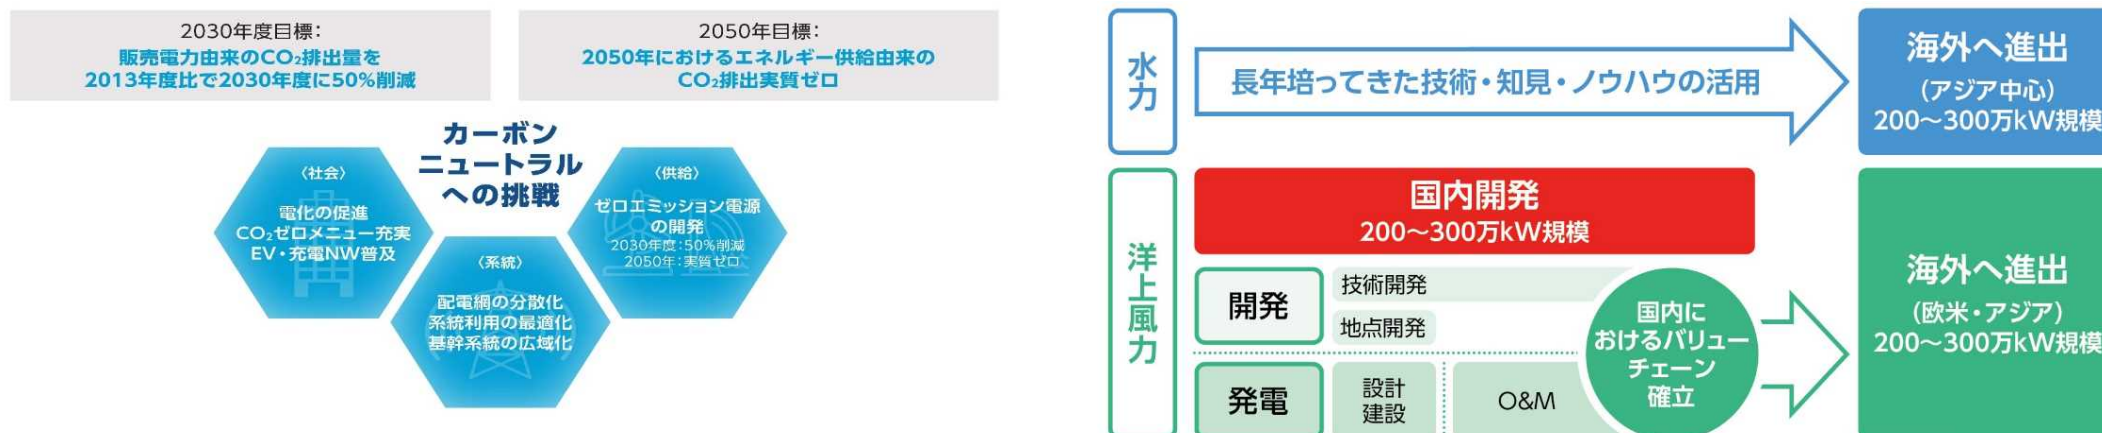 2030年度目標：
販売電力由来のCO₂排出量を
2013年度比で2030年度に50%削減
2050年目標：
2050年におけるエネルギー供給由来の
CO₂排出実質ゼロ
カーボン
ニュートラル
への挑戦
〈社会〉
電化の促進
CO₂ゼロメニュー充実
EV・充電NW普及
〈系統〉
配電網の分散化
系統利用の最適化
基幹系統の広域化
〈供給〉
ゼロエミッション電源
の開発
2030年度：50%削減
2050年：実質ゼロ
水力
長年培ってきた技術・知見・ノウハウの活用
海外へ進出
（アジア中心）
200〜300万kW規模
洋上風力
国内開発
200〜300万kW規模
開発
技術開発
地点開発
発電
設計
建設
O&M
国内に
おけるバリュー
チェーン
確立
海外へ進出
（欧米・アジア）
200〜300万kW規模